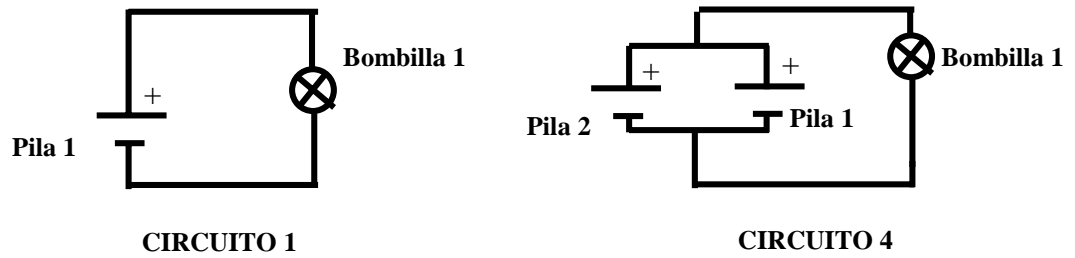 Bombilla 1
+
Pila 1
CIRCUITO 1
+
+
Bombilla 1
Pila 2
Pila 1
CIRCUITO 4